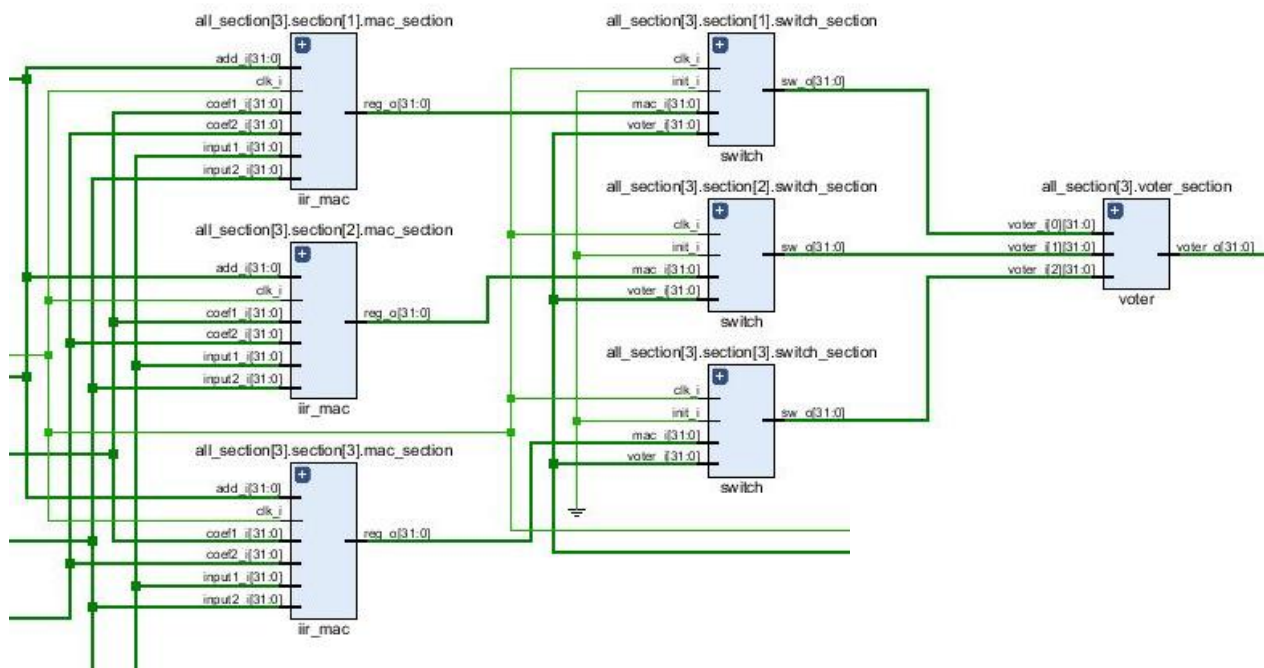 all_section[3].section[1].mac_section
add_i[31:0]
clk_i
coef1_i[31:0]
coef2_i[31:0]
input1_i[31:0]
input2_i[31:0]
reg_o[31:0]
iir_mac
all_section[3].section[2].mac_section
add_i[31:0]
clk_i
coef1_i[31:0]
coef2_i[31:0]
input1_i[31:0]
input2_i[31:0]
reg_o[31:0]
iir_mac
all_section[3].section[3].mac_section
add_i[31:0]
clk_i
coef1_i[31:0]
coef2_i[31:0]
input1_i[31:0]
input2_i[31:0]
reg_o[31:0]
iir_mac
all_section[3].section[1].switch_section
clk_i
init_i
mac_i[31:0]
voter_i[31:0]
sw_o[31:0]
switch
all_section[3].section[2].switch_section
clk_i
init_i
mac_i[31:0]
voter_i[31:0]
sw_o[31:0]
switch
all_section[3].section[3].switch_section
clk_i
init_i
mac_i[31:0]
voter_i[31:0]
sw_o[31:0]
switch
all_section[3].voter_section
voter_i[0][31:0]
voter_i[1][31:0]
voter_i[2][31:0]
voter_o[31:0]
voter